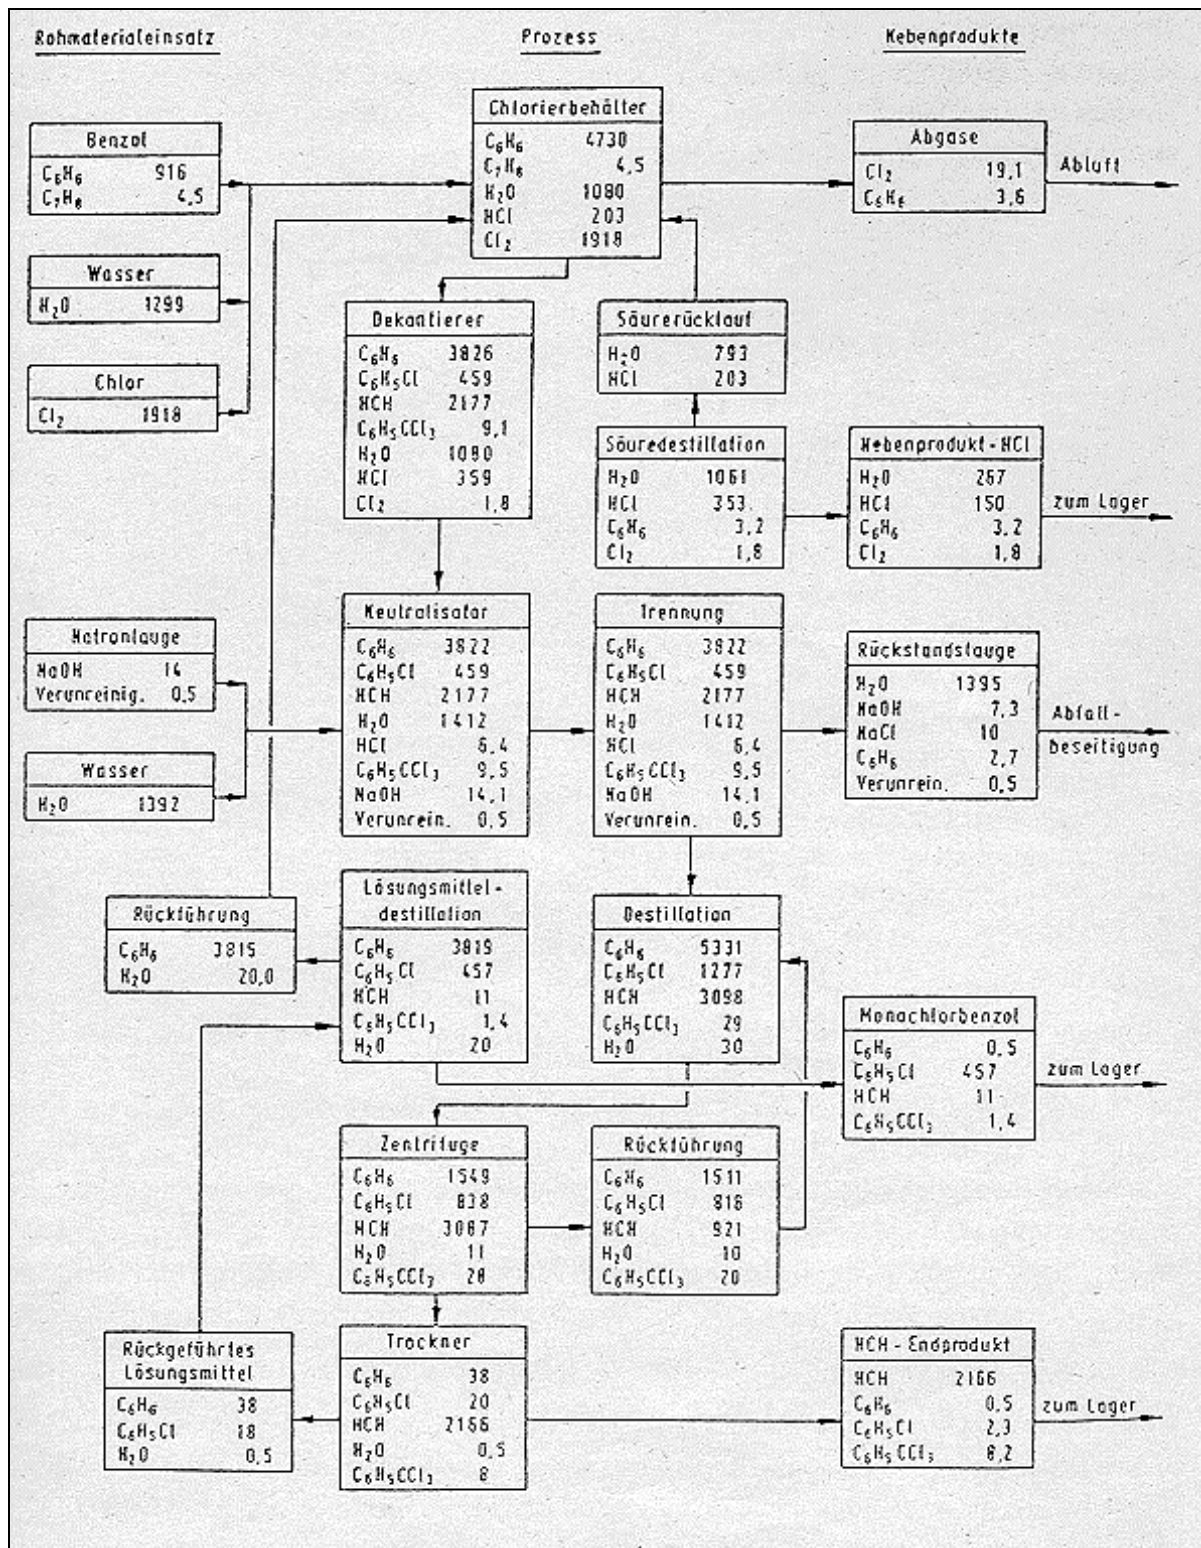 Rohmaterialeinsatz
Prozess
Nebenprodukte
Chlorierbehälter
C₆H₆ 4730
C₇H₈ 4,5
H₂O 1080
HCl 203
Cl₂ 1918
Benzol
C₆H₆ 916
C₇H₈ 4,5
Abgase
Cl₂ 19,1
C₆H₆ 3,6
Abluft
Wasser
H₂O 1299
Chlor
Cl₂ 1918
Dekantierer
C₆H₆ 3826
C₆H₅Cl 459
HCH 2177
C₆H₅CCl₃ 9,1
H₂O 1080
HCl 359
Cl₂ 1,8
Säurerücklauf
H₂O 793
HCl 203
Säuredestillation
H₂O 1061
HCl 353
C₆H₆ 3,2
Cl₂ 1,8
Nebenprodukt-HCl
H₂O 267
HCl 150
C₆H₆ 3,2
Cl₂ 1,8
zum Lager
Natronlauge
NaOH 14
Verunreinig. 0,5
Wasser
H₂O 1392
Neutralisator
C₆H₆ 3822
C₆H₅Cl 459
HCH 2177
H₂O 1412
HCl 6,4
C₆H₅CCl₃ 9,5
NaOH 14,1
Verunrein. 0,5
Trennung
C₆H₆ 3822
C₆H₅Cl 459
HCH 2177
H₂O 1412
HCl 6,4
C₆H₅CCl₃ 9,5
NaOH 14,1
Verunrein. 0,5
Rückstandslauge
H₂O 1395
NaOH 7,3
NaCl 10
C₆H₆ 2,7
Verunrein. 0,5
Abfall-
beseitigung
Rückführung
C₆H₆ 3815
H₂O 20,0
Lösungsmittel-
destillation
C₆H₆ 3819
C₆H₅Cl 457
HCH 11
C₆H₅CCl₃ 1,4
H₂O 20
Destillation
C₆H₆ 5331
C₆H₅Cl 1277
HCH 3098
C₆H₅CCl₃ 29
H₂O 30
Monochlorbenzol
C₆H₆ 0,5
C₆H₅Cl 457
HCH 11
C₆H₅CCl₃ 1,4
zum Lager
Zentrifuge
C₆H₆ 1549
C₆H₅Cl 838
HCH 3087
H₂O 11
C₆H₅CCl₃ 28
Rückführung
C₆H₆ 1511
C₆H₅Cl 818
HCH 921
H₂O 10
C₆H₅CCl₃ 20
Rückgeführtes
Lösungsmittel
C₆H₆ 38
C₆H₅Cl 18
H₂O 0,5
Trockner
C₆H₆ 38
C₆H₅Cl 20
HCH 2166
H₂O 0,5
C₆H₅CCl₃ 8
HCH-Endprodukt
HCH 2166
C₆H₆ 0,5
C₆H₅Cl 2,3
C₆H₅CCl₃ 8,2
zum Lager